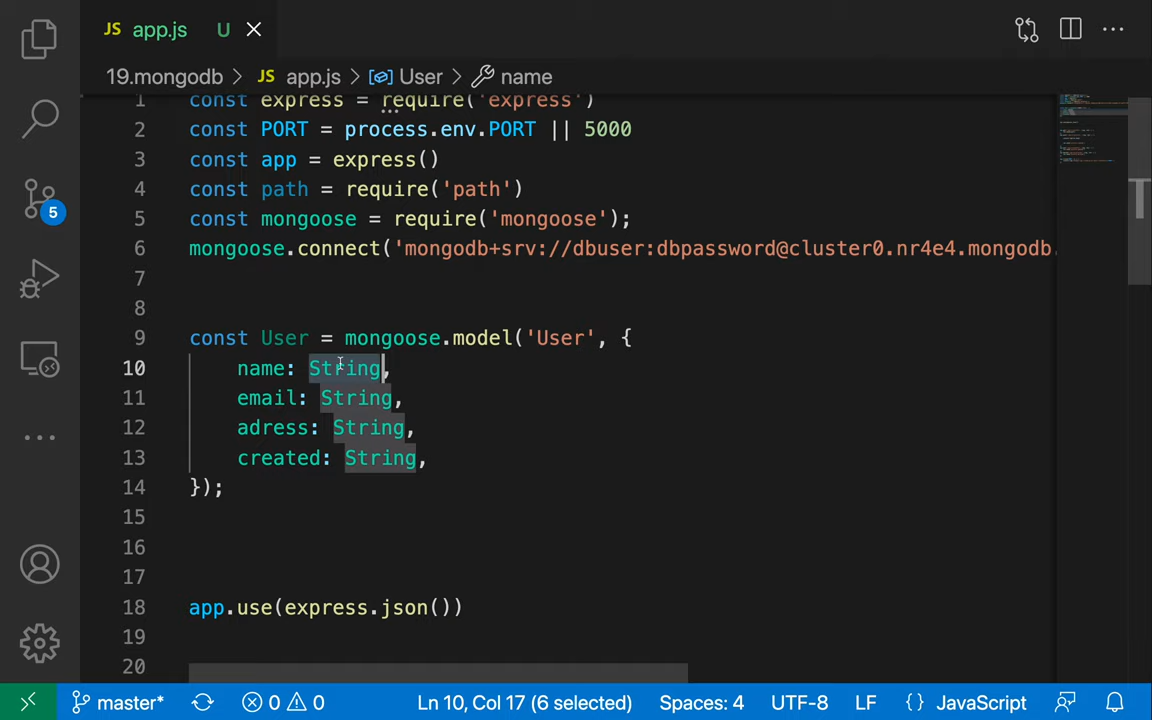 JS app.js U
19.mongodb > JS app.js > User > name
1 const express = require('express')
2 const PORT = process.env.PORT || 5000
3 const app = express()
4 const path = require('path')
5 const mongoose = require('mongoose');
6 mongoose.connect('mongodb+srv://dbuser:dbpassword@cluster0.nr4e4.mongodb.
7
8
9 const User = mongoose.model('User', {
10 name: String,
11 email: String,
12 adress: String,
13 created: String,
14 });
15
16
17
18 app.use(express.json())
19
20
5
master* 0 0 Ln 10, Col 17 (6 selected) Spaces: 4 UTF-8 LF {} JavaScript